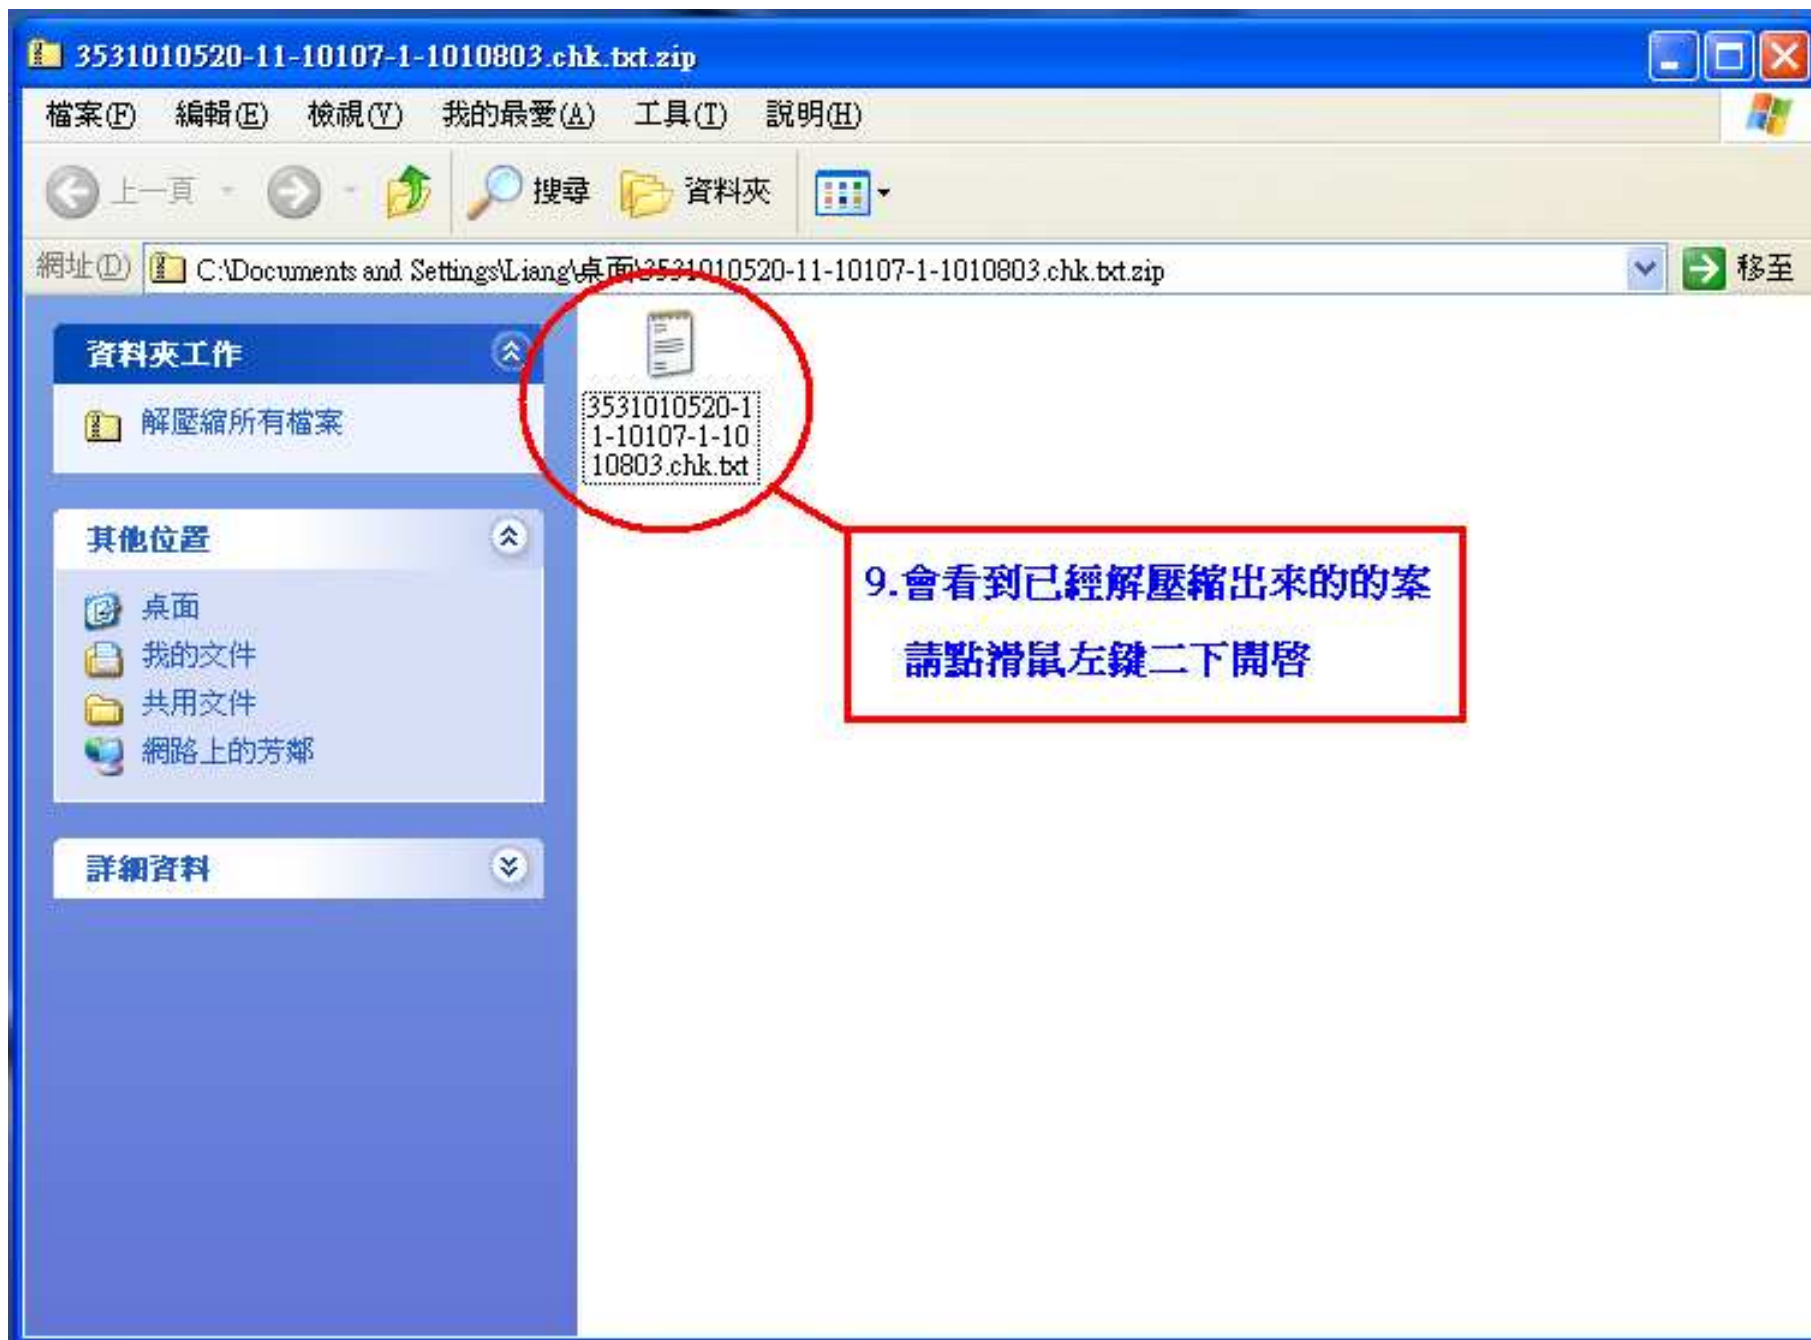 3531010520-11-10107-1-1010803.chk.txt.zip
檔案(F) 編輯(E) 檢視(V) 我的最愛(A) 工具(T) 說明(H)
上一頁 搜尋 資料夾
網址(D) C:\Documents and Settings\Liang\桌面\3531010520-11-10107-1-1010803.chk.txt.zip 移至
資料夾工作
解壓縮所有檔案
其他位置
桌面
我的文件
共用文件
網路上的芳鄰
詳細資料
3531010520-1
1-10107-1-10
10803.chk.txt
9.會看到已經解壓縮出來的的案
請點滑鼠左鍵二下開啓